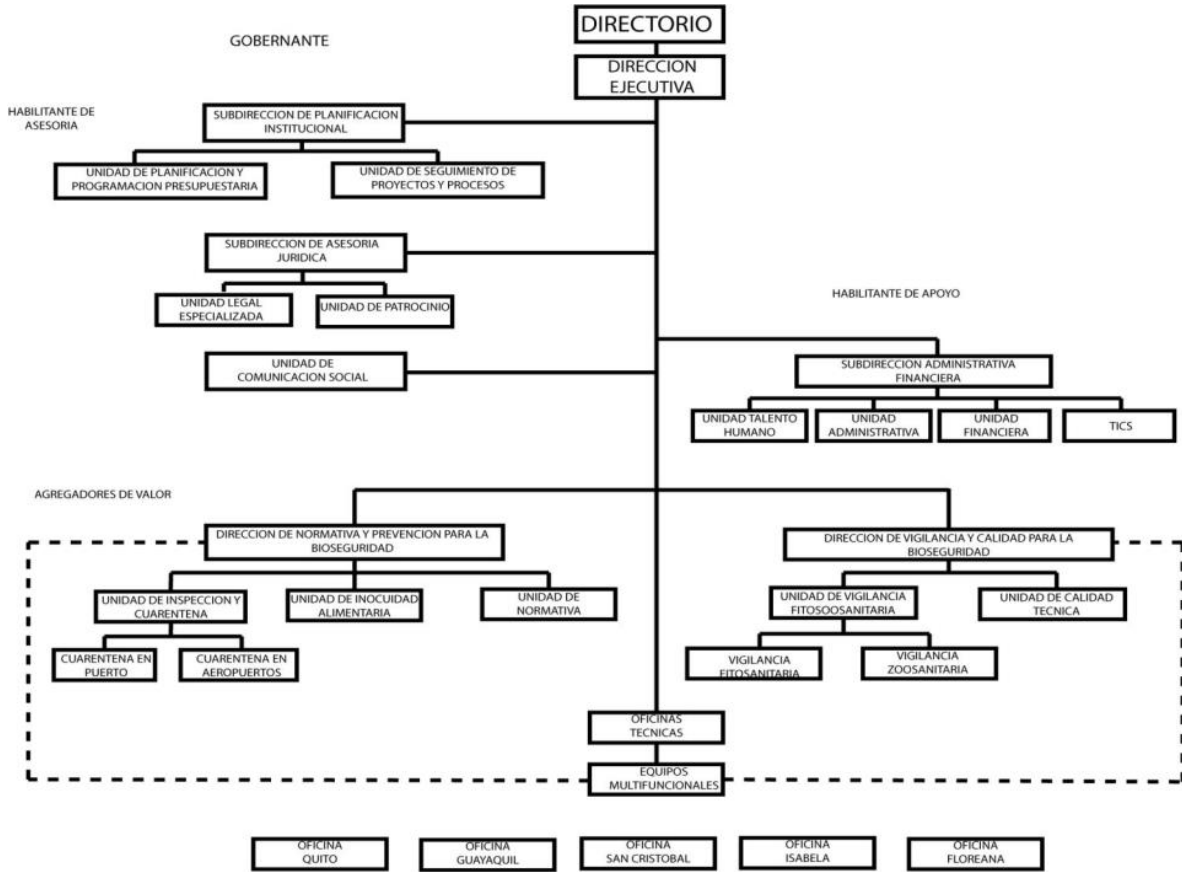 DIRECTORIO
GOBERNANTE
DIRECCION
EJECUTIVA
HABILITANTE DE
ASESORIA
SUBDIRECCION DE PLANIFICACION
INSTITUCIONAL
UNIDAD DE PLANIFICACION Y
PROGRAMACION PRESUPUESTARIA
UNIDAD DE SEGUIMIENTO DE
PROYECTOS Y PROCESOS
SUBDIRECCION DE ASESORIA
JURIDICA
UNIDAD LEGAL
ESPECIALIZADA
UNIDAD DE PATROCINIO
HABILITANTE DE APOYO
UNIDAD DE
COMUNICACION SOCIAL
SUBDIRECCION ADMINISTRATIVA
FINANCIERA
UNIDAD TALENTO
HUMANO
UNIDAD
ADMINISTRATIVA
UNIDAD
FINANCIERA
TICS
AGREGADORES DE VALOR
DIRECCION DE NORMATIVA Y PREVENCION PARA LA
BIOSEGURIDAD
DIRECCION DE VIGILANCIA Y CALIDAD PARA LA
BIOSEGURIDAD
UNIDAD DE INSPECCION Y
CUARENTENA
UNIDAD DE INOCUIDAD
ALIMENTARIA
UNIDAD DE
NORMATIVA
UNIDAD DE VIGILANCIA
FITOSOOSANITARIA
UNIDAD DE CALIDAD
TECNICA
CUARENTENA EN
PUERTO
CUARENTENA EN
AEROPUERTOS
VIGILANCIA
FITOSANITARIA
VIGILANCIA
ZOOSANITARIA
OFICINAS
TECNICAS
EQUIPOS
MULTIFUNCIONALES
OFICINA
QUITO
OFICINA
GUAYAQUIL
OFICINA
SAN CRISTOBAL
OFICINA
ISABELA
OFICINA
FLOREANA